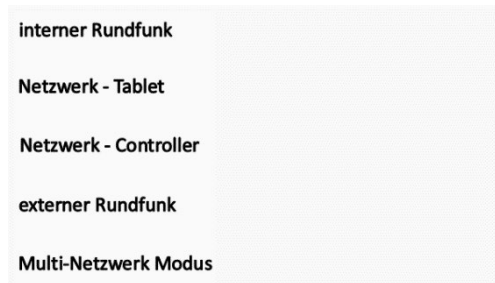 interner Rundfunk
Netzwerk - Tablet
Netzwerk - Controller
externer Rundfunk
Multi-Netzwerk Modus